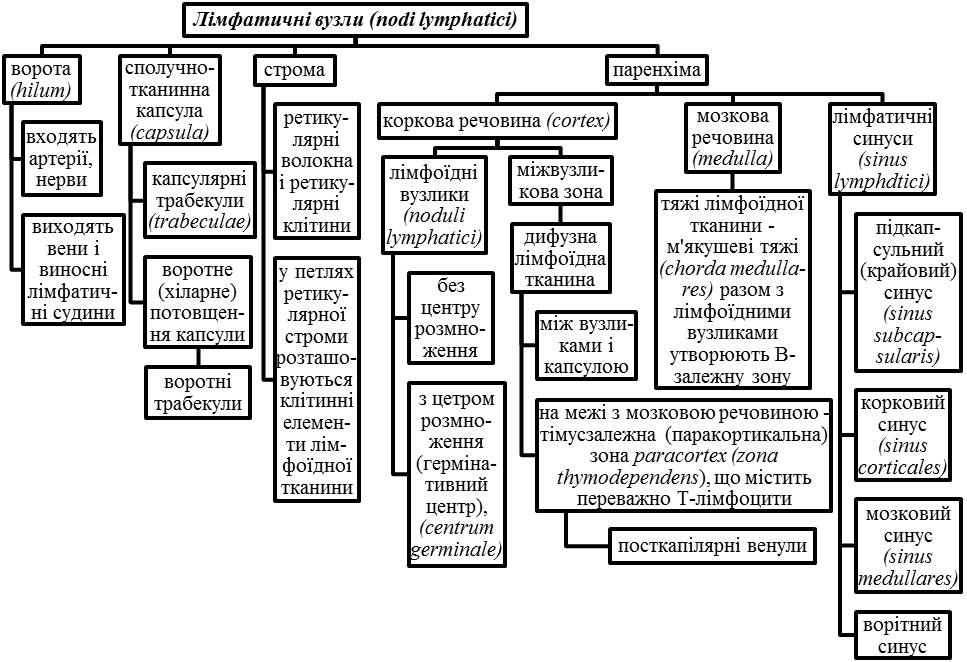 Лімфатичні вузли (nodi lymphatici)
ворота
(hilum)
входять
артерії,
нерви
виходять
вени і
виносні
лімфатич-
ні судини
сполучно-
тканинна
капсула
(capsula)
капсулярні
трабекули
(trabeculae)
воротне
(хіларне)
потовщен-
ня капсули
воротні
трабекули
строма
ретику-
лярні
волокна
і ретику-
лярні
клітини
у петлях
ретику-
лярної
строми
розташо-
вуються
клітинні
елемен-
ти лім-
фоїдної
тканини
паренхіма
коркова речовина (cortex)
лімфоїдні
вузлики
(noduli
lymphatici)
без
центру
розмно-
ження
з цетром
розмно-
ження
(герміна-
тивний
центр),
(centrum
germinale)
міжвузли-
кова зона
дифузна
лімфоїдна
тканина
між вузли-
ками і
капсулою
на межі з мозковою речовиною -
тімусзалежна (паракортикальна)
зона paracortex (zona
thymodependens), що містить
переважно Т-лімфоцити
посткапілярні венули
мозкова
речовина
(medulla)
тяжі лімфоїдної
тканини -
м'якушеві тяжі
(chorda medulla-
res) разом з
лімфоїдними
вузликами
утворюють В-
залежну зону
лімфатичні
синуси
(sinus
lymphdtici)
підкап-
сульний
(крайовий)
синус
(sinus
subcap-
sularis)
корковий
синус
(sinus
corticales)
мозковий
синус
(sinus
medullares)
ворітний
синус